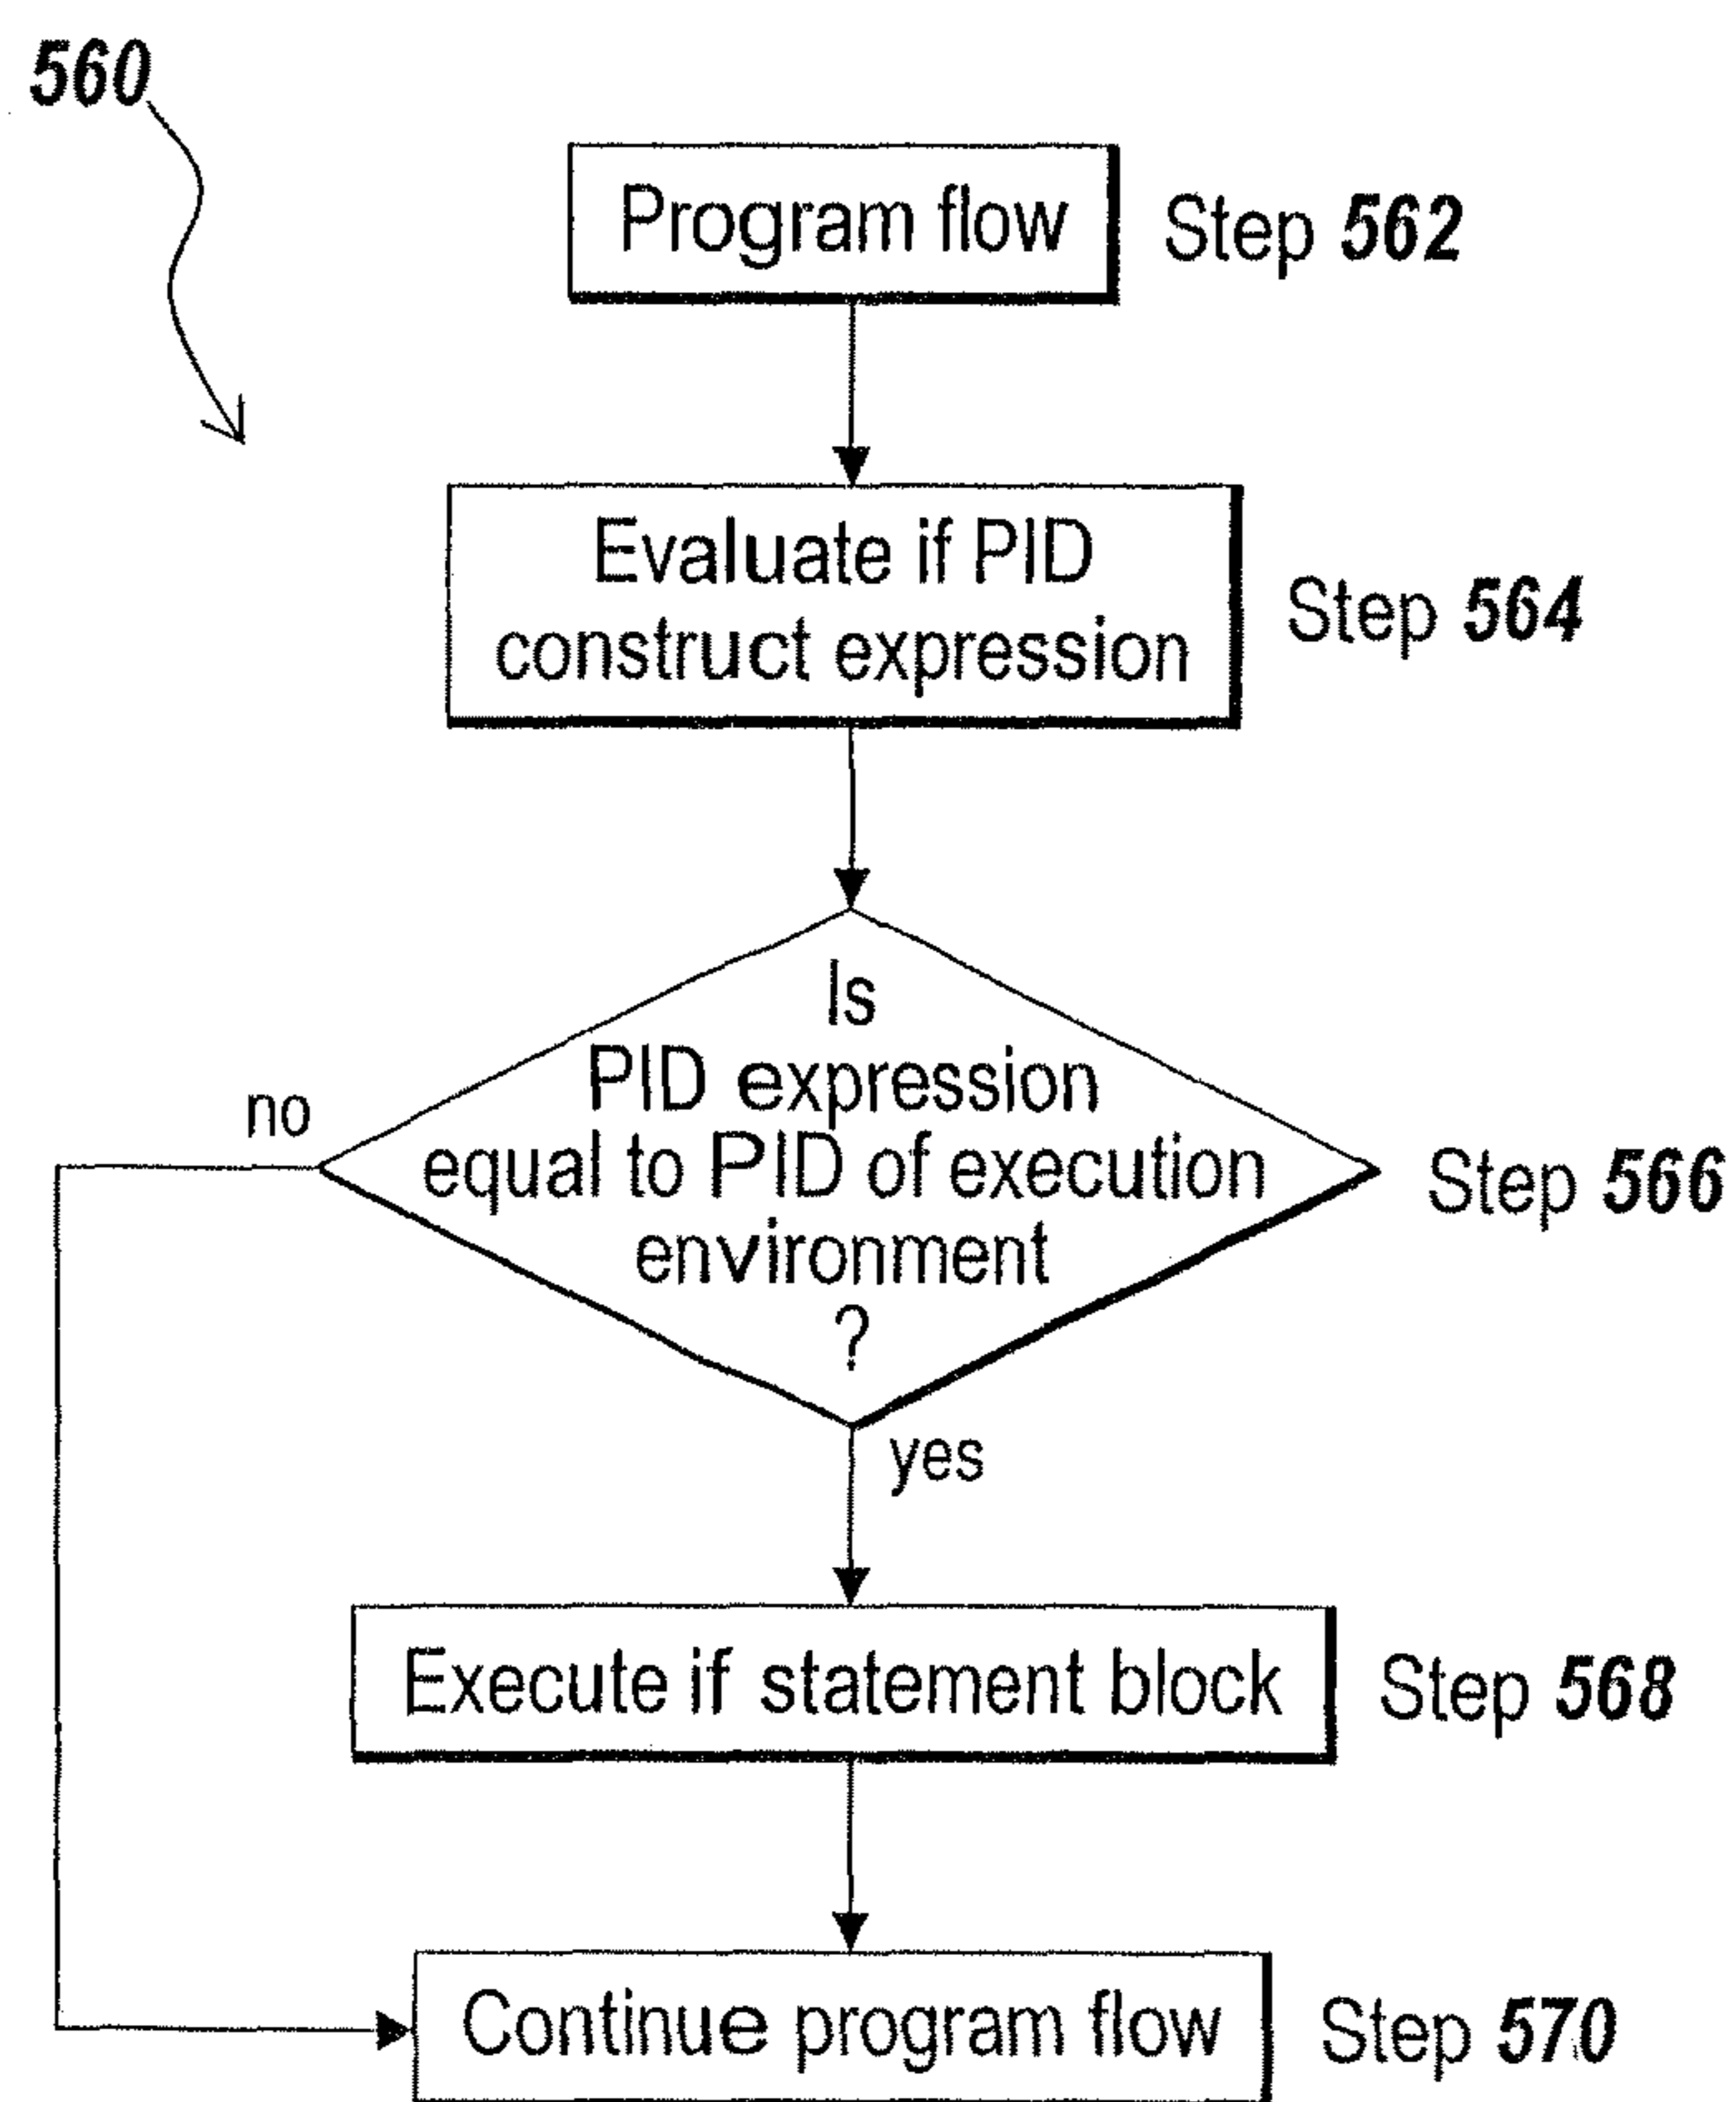 560
Program flow
Step 562
Evaluate if PID
construct expression
Step 564
Is
PID expression
equal to PID of execution
environment
?
no
Step 566
yes
Execute if statement block
Step 568
Continue program flow
Step 570